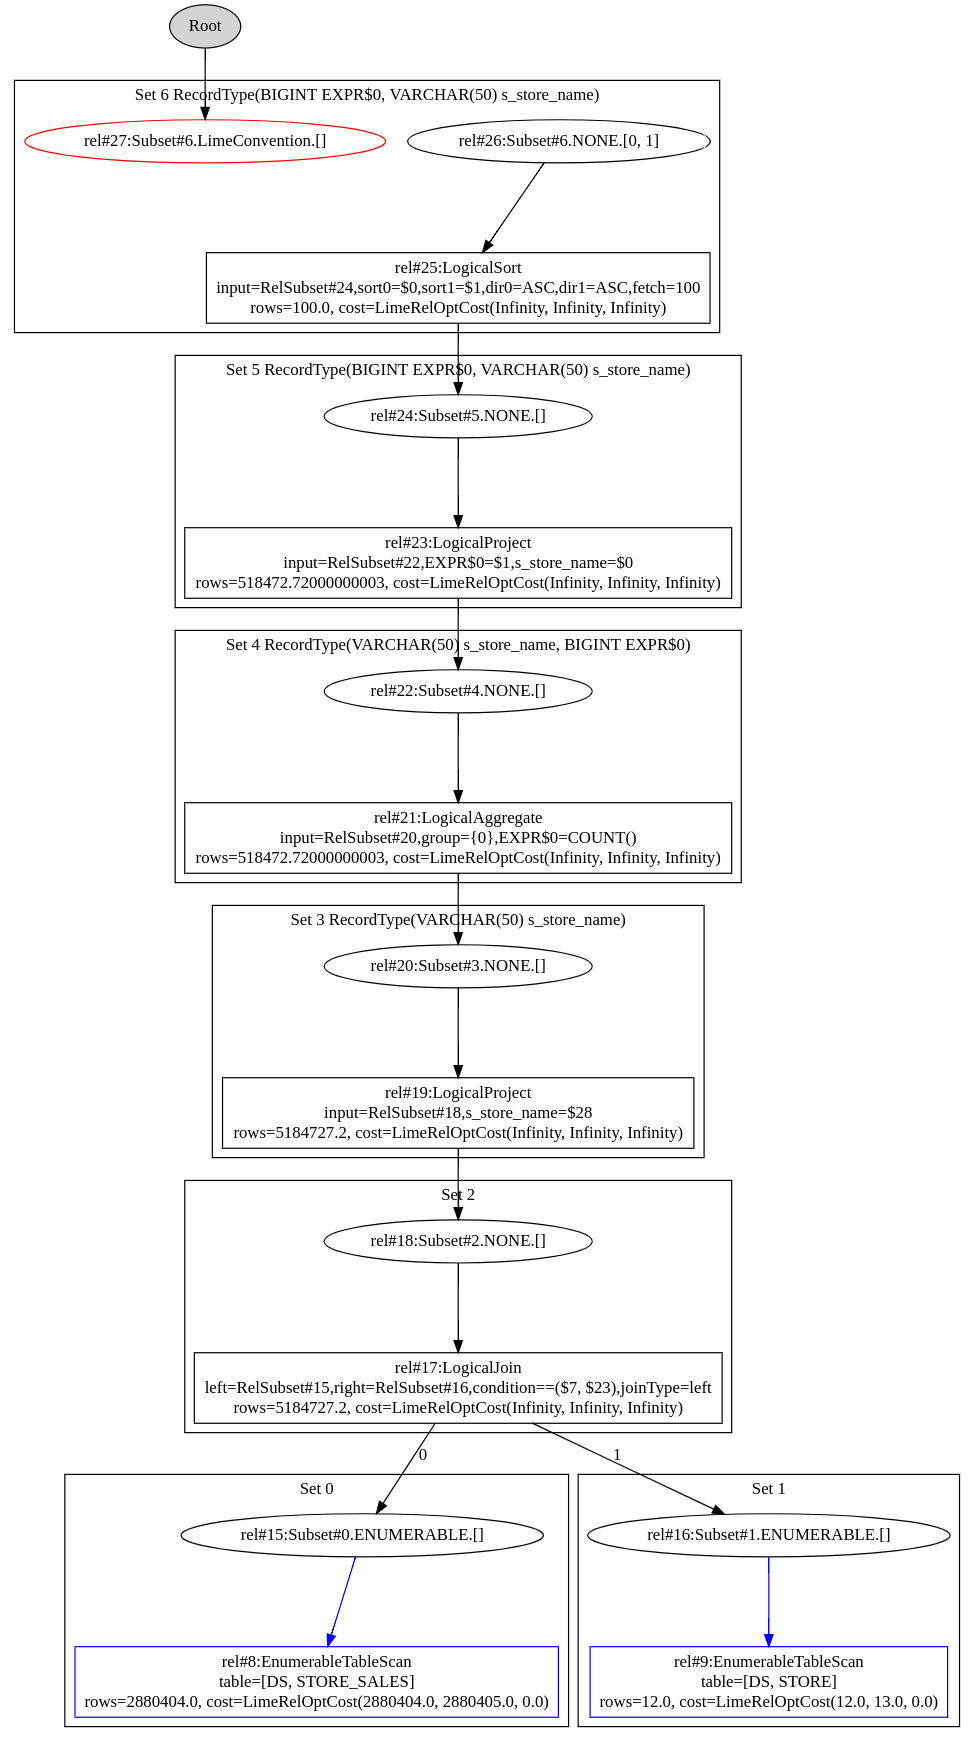 Root
Set 6 RecordType(BIGINT EXPR$0, VARCHAR(50) s_store_name)
rel#27:Subset#6.LimeConvention.[]
rel#26:Subset#6.NONE.[0, 1]
rel#25:LogicalSort
input=RelSubset#24,sort0=$0,sort1=$1,dir0=ASC,dir1=ASC,fetch=100
rows=100.0, cost=LimeRelOptCost(Infinity, Infinity, Infinity)
Set 5 RecordType(BIGINT EXPR$0, VARCHAR(50) s_store_name)
rel#24:Subset#5.NONE.[]
rel#23:LogicalProject
input=RelSubset#22,EXPR$0=$1,s_store_name=$0
rows=518472.72000000003, cost=LimeRelOptCost(Infinity, Infinity, Infinity)
Set 4 RecordType(VARCHAR(50) s_store_name, BIGINT EXPR$0)
rel#22:Subset#4.NONE.[]
rel#21:LogicalAggregate
input=RelSubset#20,group={0},EXPR$0=COUNT()
rows=518472.72000000003, cost=LimeRelOptCost(Infinity, Infinity, Infinity)
Set 3 RecordType(VARCHAR(50) s_store_name)
rel#20:Subset#3.NONE.[]
rel#19:LogicalProject
input=RelSubset#18,s_store_name=$28
rows=5184727.2, cost=LimeRelOptCost(Infinity, Infinity, Infinity)
Set 2
rel#18:Subset#2.NONE.[]
rel#17:LogicalJoin
left=RelSubset#15,right=RelSubset#16,condition==($7, $23),joinType=left
rows=5184727.2, cost=LimeRelOptCost(Infinity, Infinity, Infinity)
0
1
Set 0
rel#15:Subset#0.ENUMERABLE.[]
rel#8:EnumerableTableScan
table=[DS, STORE_SALES]
rows=2880404.0, cost=LimeRelOptCost(2880404.0, 2880405.0, 0.0)
Set 1
rel#16:Subset#1.ENUMERABLE.[]
rel#9:EnumerableTableScan
table=[DS, STORE]
rows=12.0, cost=LimeRelOptCost(12.0, 13.0, 0.0)